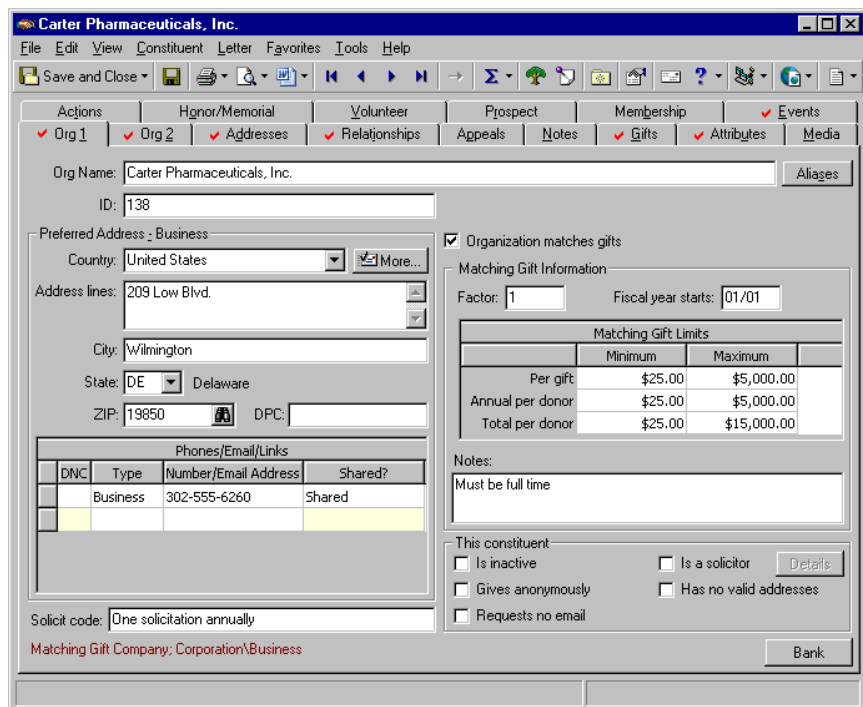 Carter Pharmaceuticals, Inc.
File Edit View Constituent Letter Favorites Tools Help
Save and Close
Actions Honor/Memorial Volunteer Prospect Membership Events
Org 1 Org 2 Addresses Relationships Appeals Notes Gifts Attributes Media
Org Name: Carter Pharmaceuticals, Inc. Aliases
ID: 138
Preferred Address - Business
Country: United States More...
Address lines: 209 Low Blvd.
City: Wilmington
State: DE Delaware
ZIP: 19850 DPC:
Phones/Email/Links
DNC Type Number/Email Address Shared?
Business 302-555-6260 Shared
Solicit code: One solicitation annually
Matching Gift Company; Corporation\Business
Organization matches gifts
Matching Gift Information
Factor: 1 Fiscal year starts: 01/01
Matching Gift Limits
Minimum Maximum
Per gift $25.00 $5,000.00
Annual per donor $25.00 $5,000.00
Total per donor $25.00 $15,000.00
Notes:
Must be full time
This constituent
Is inactive Is a solicitor Details
Gives anonymously Has no valid addresses
Requests no email
Bank